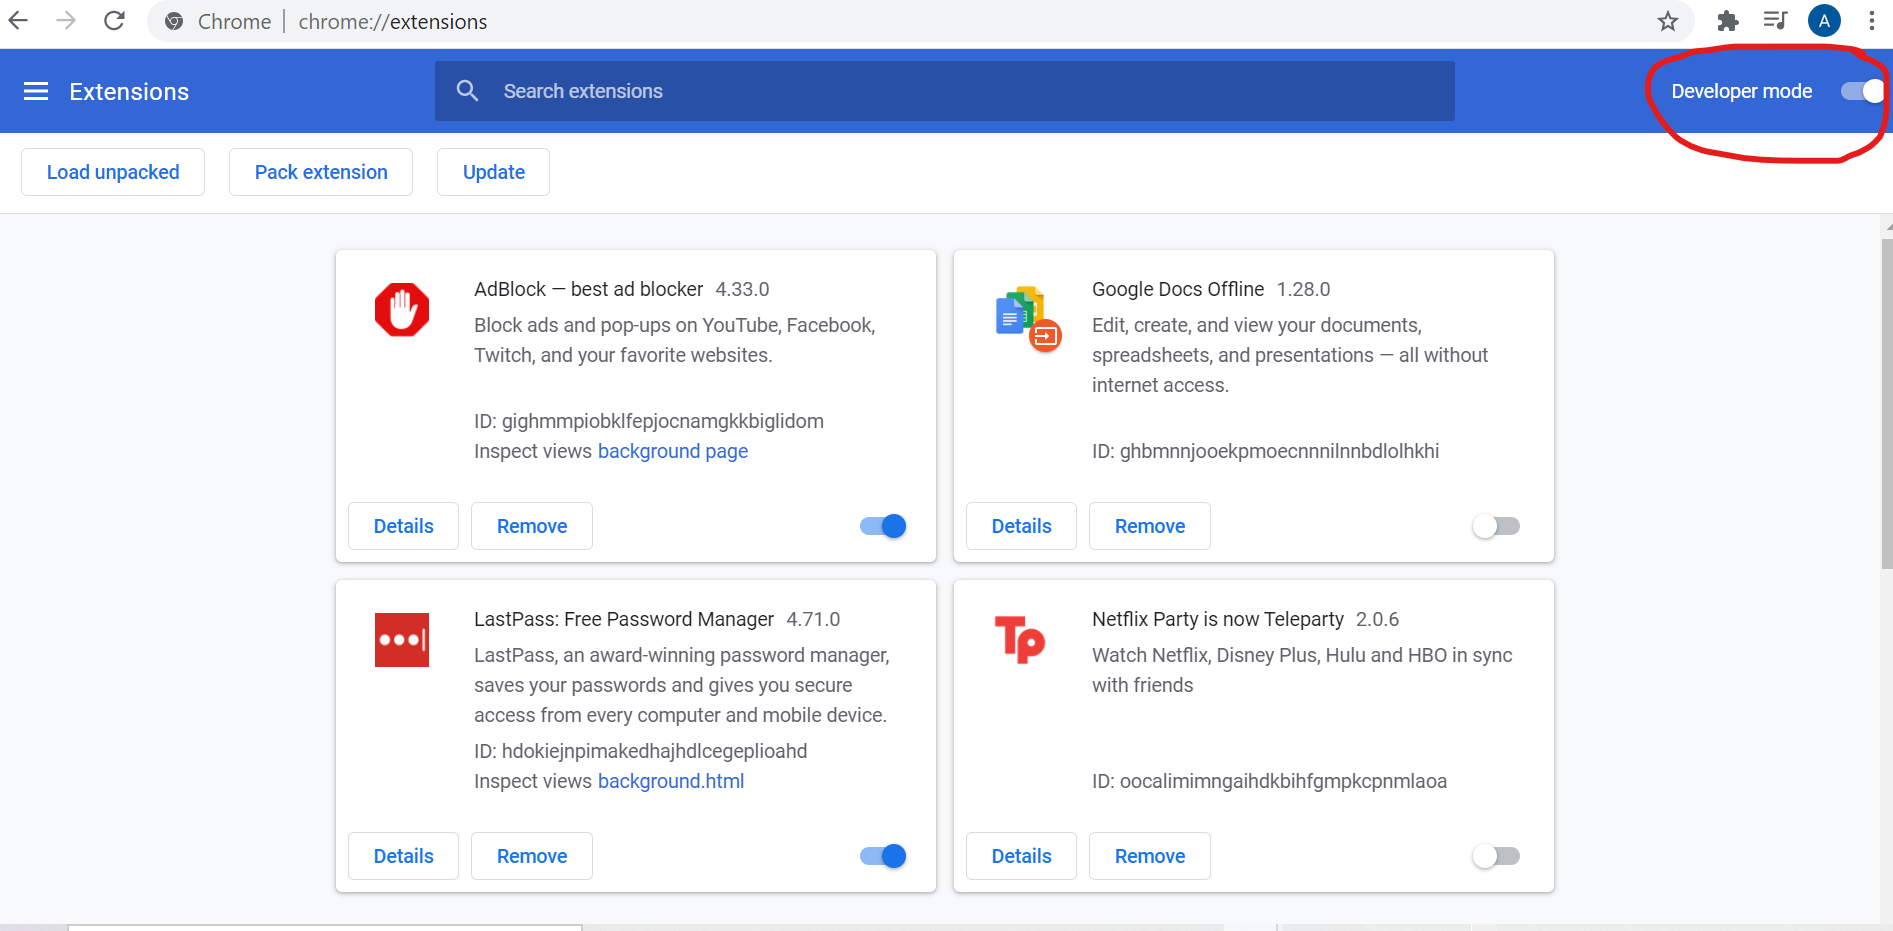 Chrome | chrome://extensions
A
Extensions
Search extensions
Developer mode
Load unpacked
Pack extension
Update
AdBlock — best ad blocker 4.33.0
Block ads and pop-ups on YouTube, Facebook,
Twitch, and your favorite websites.
ID: gighmmpiobklfepjocnamgkkbiglidom
Inspect views background page
Details
Remove
Google Docs Offline 1.28.0
Edit, create, and view your documents,
spreadsheets, and presentations — all without
internet access.
ID: ghbmnnjooekpmoecnnnilnnbdlolhkhi
Details
Remove
LastPass: Free Password Manager 4.71.0
LastPass, an award-winning password manager,
saves your passwords and gives you secure
access from every computer and mobile device.
ID: hdokiejnpimakedhajhdlcegeplioahd
Inspect views background.html
Details
Remove
Tp
Netflix Party is now Teleparty 2.0.6
Watch Netflix, Disney Plus, Hulu and HBO in sync
with friends
ID: oocalimimngaihdkbihfgmpkcpnmlaoa
Details
Remove